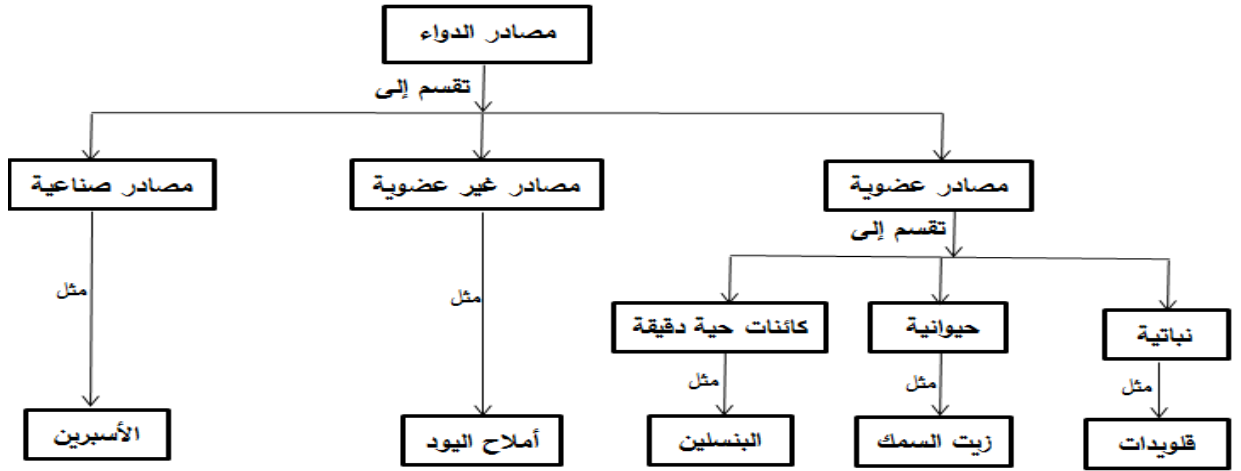 مصادر الدواء
تقسم إلى
مصادر عضوية
مصادر غير عضوية
مصادر صناعية
تقسم إلى
مثل
مثل
نباتية
حيوانية
كائنات حية دقيقة
مثل
مثل
مثل
قلويدات
زيت السمك
البنسلين
أملاح اليود
الأسبرين